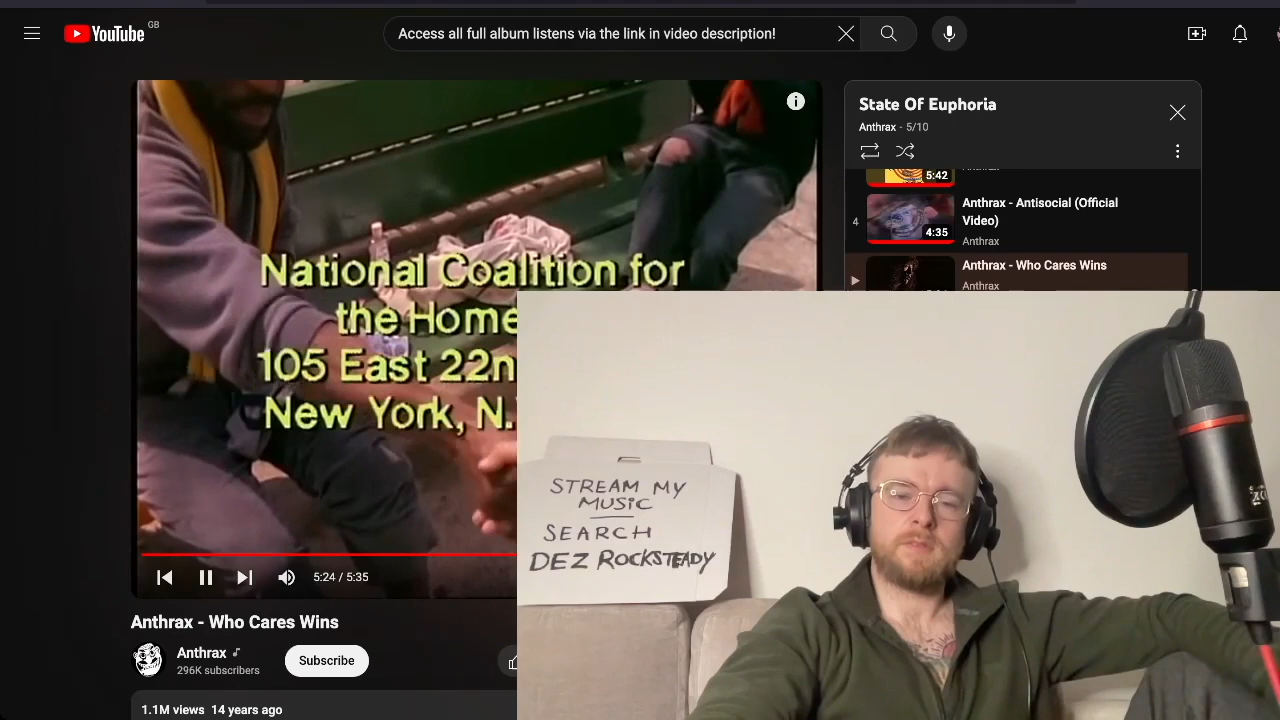 YouTube
GB
Access all full album listens via the link in video description!
National Coalition for
the Home
105 East 22n
New York, N.
5:24 / 5:35
Anthrax - Who Cares Wins
Anthrax
296K subscribers
Subscribe
1.1M views 14 years ago
State Of Euphoria
Anthrax - 5/10
5:42
4
4:35
Anthrax - Antisocial (Official
Video)
Anthrax
Anthrax - Who Cares Wins
Anthrax
STREAM MY
MUSIC
SEARCH
DEZ ROCKSTEADY